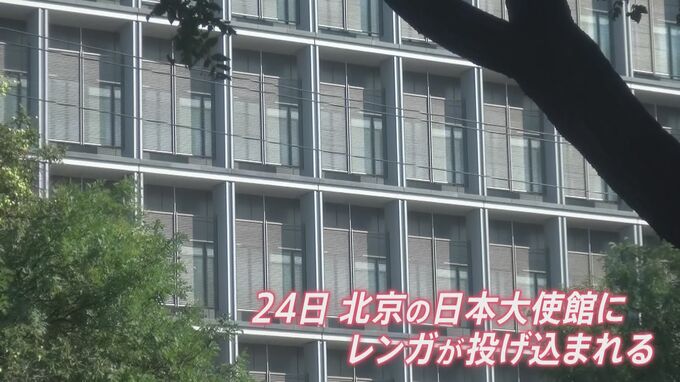 24日 北京の日本大使館に
レンガが投げ込まれる